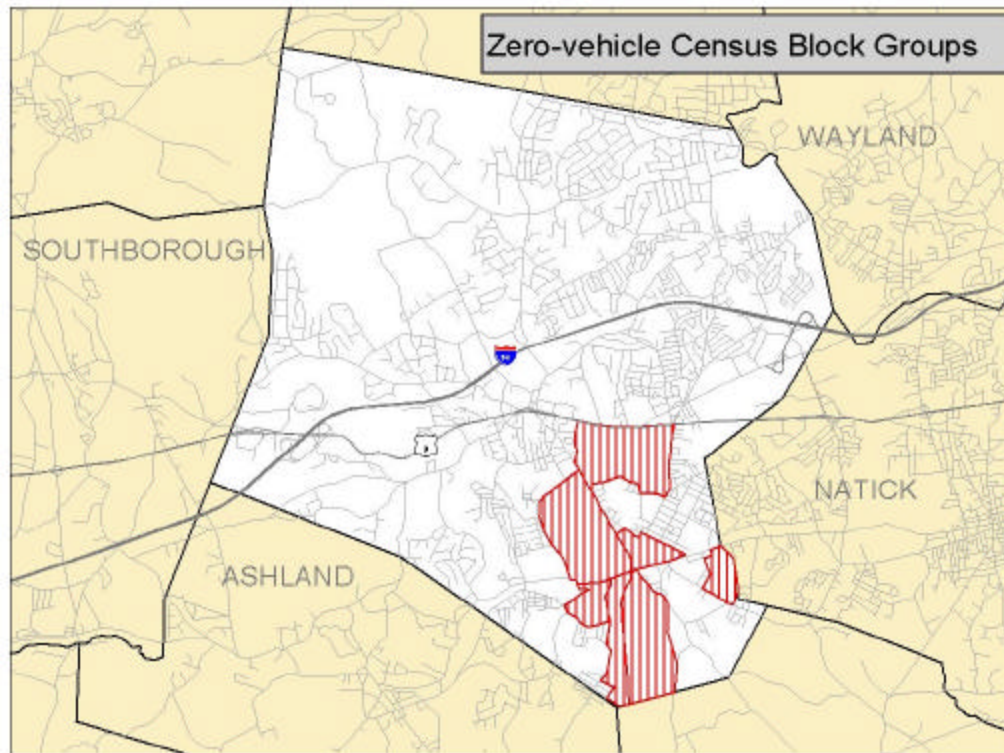 Zero-vehicle Census Block Groups
WAYLAND
SOUTHBOROUGH
NATICK
ASHLAND